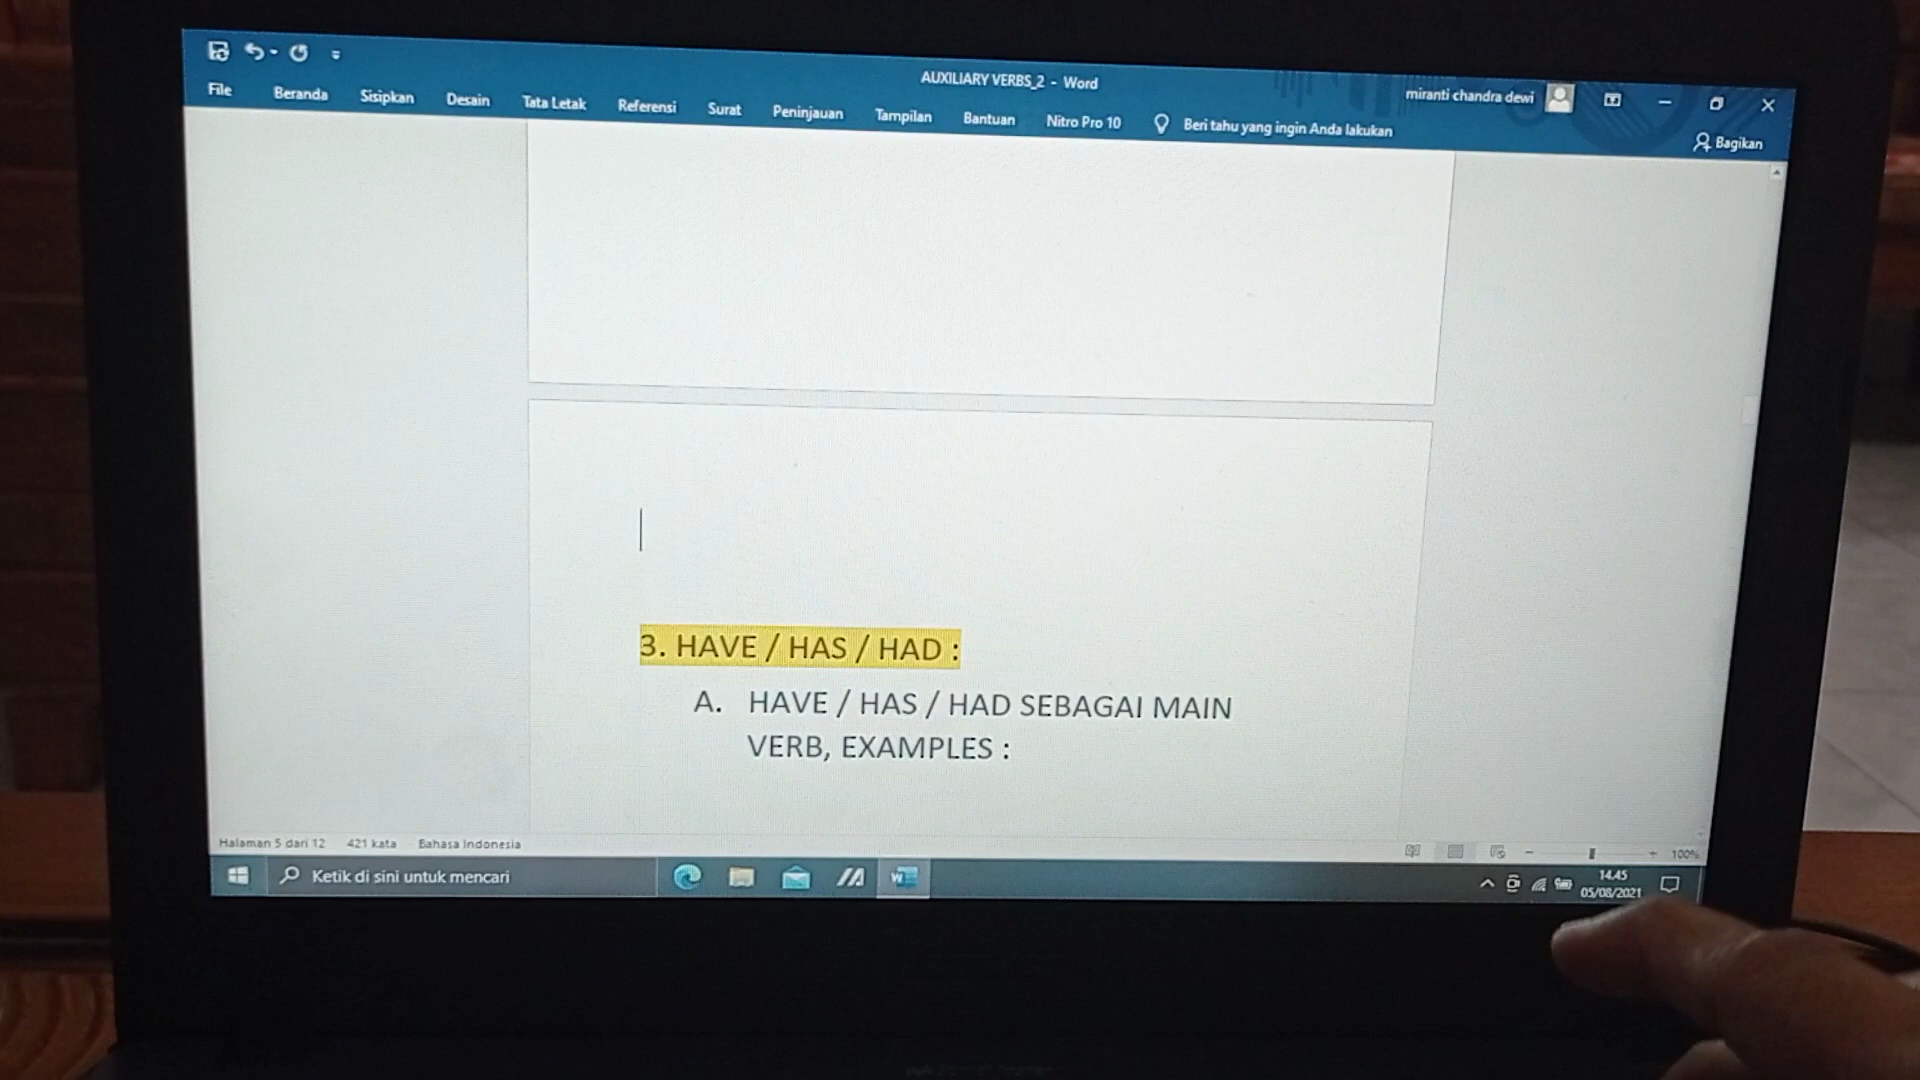 AUXILIARY VERBS_2 - Word
miranti chandra dewi
File Beranda Sisipkan Desain Tata Letak Referensi Surat Peninjauan Tampilan Bantuan Nitro Pro 10 Beri tahu yang ingin Anda lakukan
Bagikan
3. HAVE / HAS / HAD :
A. HAVE / HAS / HAD SEBAGAI MAIN
VERB, EXAMPLES :
Halaman 5 dari 12 421 kata Bahasa Indonesia
100%
Ketik di sini untuk mencari
14.45
05/08/2021